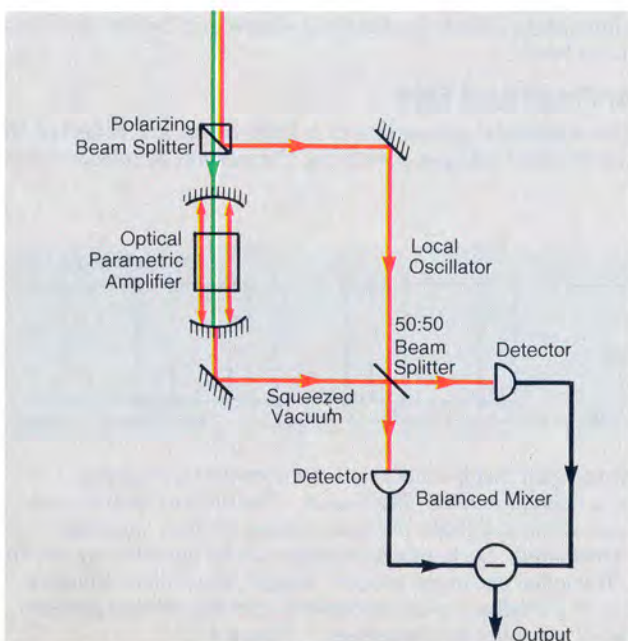 Polarizing
Beam Splitter
Optical
Parametric
Amplifier
Local
Oscillator
50:50
Beam
Splitter
Detector
Squeezed
Vacuum
Detector
Balanced Mixer
−
Output